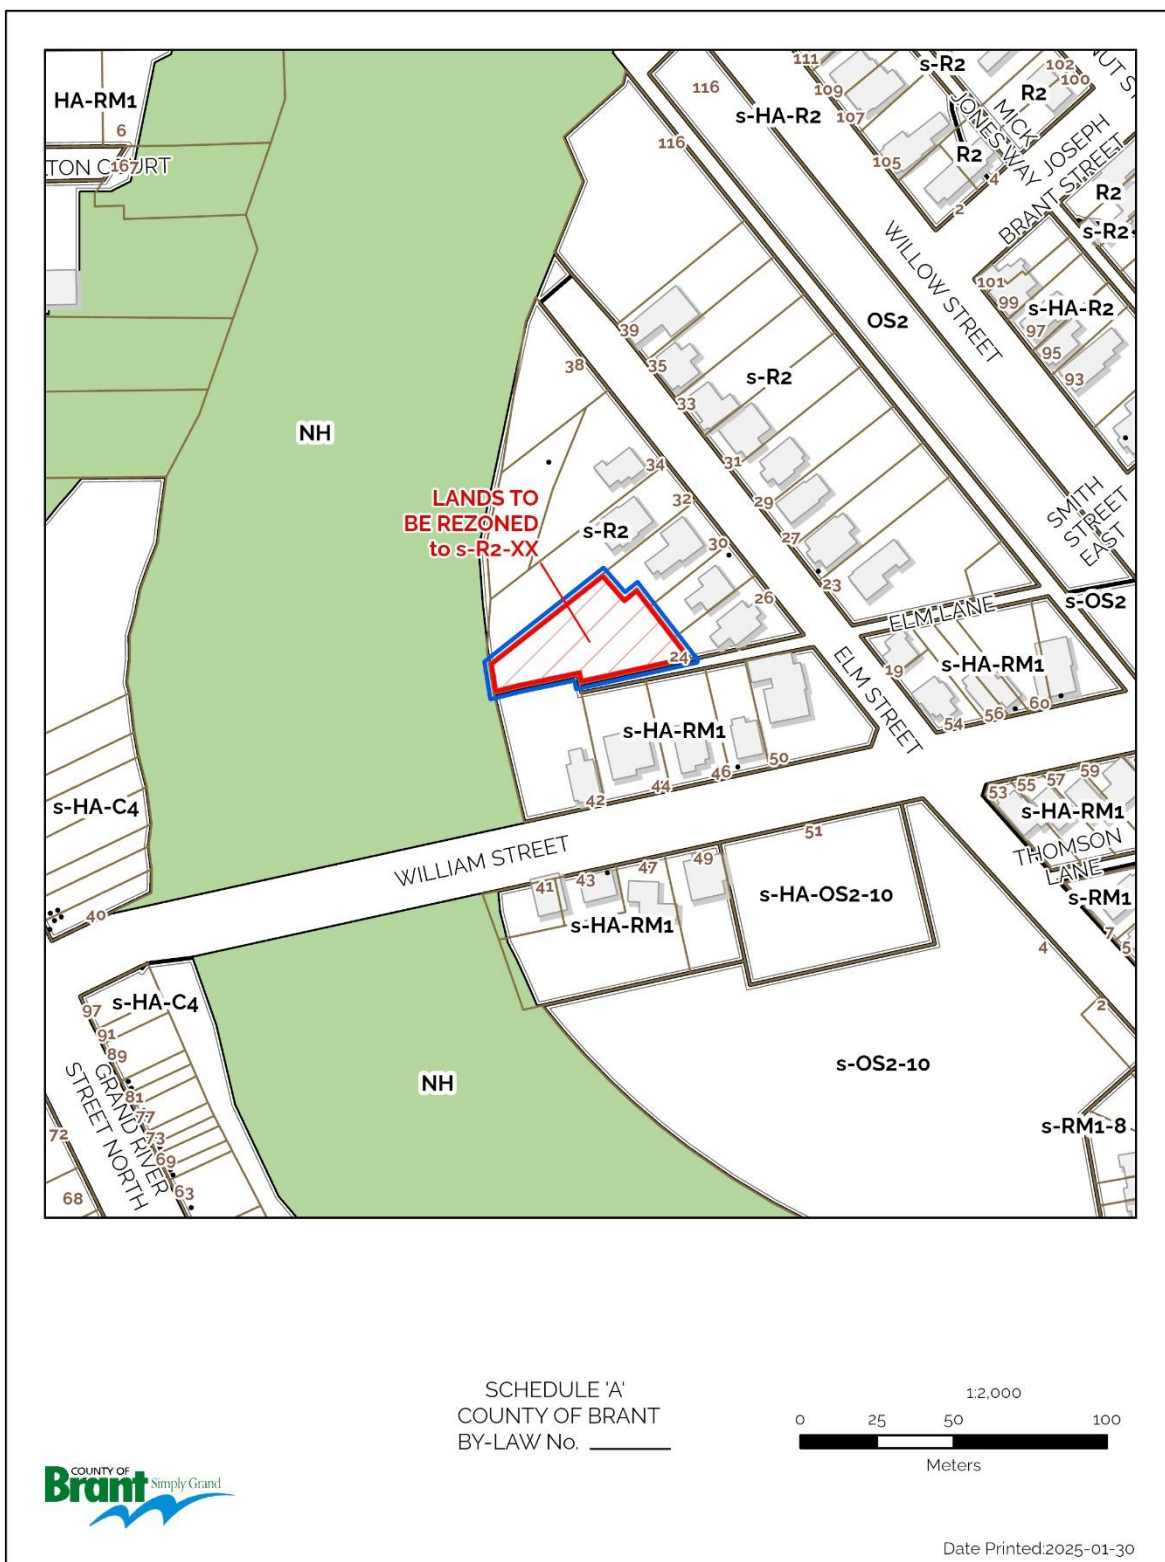 HA-RM1
6
LTON COURT
167
116
s-HA-R2
116
111
109
107
105
s-R2
102
100
R2
MICK
JONES WAY
R2
4
2
JOSEPH
BRANT STREET
R2
s-R2
WILLOW STREET
OS2
101
99
s-HA-R2
97
95
93
SMITH
STREET
EAST
s-OS2
NH
39
38
35
s-R2
33
31
29
27
23
34
32
30
26
s-R2
LANDS TO
BE REZONED
to s-R2-XX
24
ELM LANE
ELM STREET
19
s-HA-RM1
54
56
60
s-HA-RM1
42
44
46
50
53
55
57
59
s-HA-RM1
THOMSON
LANE
s-RM1
7
5
s-HA-C4
40
WILLIAM STREET
41
43
47
49
51
s-HA-RM1
s-HA-OS2-10
4
2
s-OS2-10
s-RM1-8
s-HA-C4
97
91
89
81
77
73
69
63
GRAND RIVER
STREET NORTH
72
68
NH
SCHEDULE 'A'
COUNTY OF BRANT
BY-LAW No. ________
1:2,000
0 25 50 100
Meters
COUNTY OF
Brant Simply Grand
Date Printed:2025-01-30